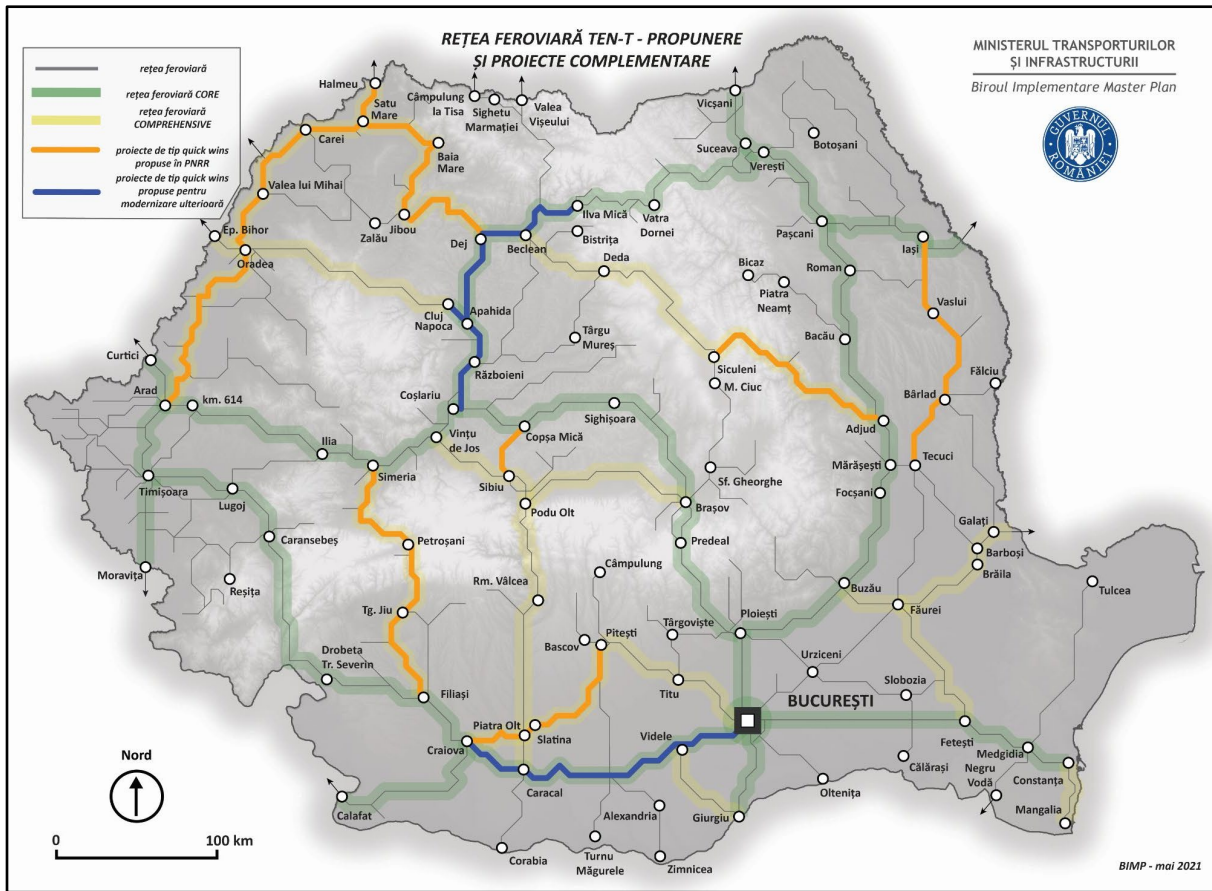 REȚEA FEROVIARĂ TEN-T - PROPUNERE
ȘI PROIECTE COMPLEMENTARE
MINISTERUL TRANSPORTURILOR
ȘI INFRASTRUCTURII
Biroul Implementare Master Plan
GUVERNUL
ROMÂNIEI
rețea feroviară
rețea feroviară CORE
rețea feroviară
COMPREHENSIVE
proiecte de tip quick wins
propuse în PNRR
proiecte de tip quick wins
propuse pentru
modernizare ulterioară
Halmeu
Satu
Mare
Câmpulung
la Tisa
Sighetu
Marmației
Valea
Vișeului
Vicșani
Carei
Baia
Mare
Suceava
Verești
Botoșani
Valea lui Mihai
Zalău
Jibou
Ilva Mică
Vatra
Dornei
Pașcani
Iași
Ep. Bihor
Oradea
Dej
Beclean
Bistrița
Deda
Bicaz
Piatra
Neamț
Roman
Vaslui
Cluj
Napoca
Apahida
Târgu
Mureș
Bacău
Curtici
Războieni
Siculeni
M. Ciuc
Fălciu
Arad
km. 614
Coșlariu
Sighișoara
Bârlad
Adjud
Ilia
Vințu
de Jos
Copșa Mică
Simeria
Sibiu
Sf. Gheorghe
Mărășești
Tecuci
Timișoara
Lugoj
Podu Olt
Brașov
Focșani
Caransebeș
Petroșani
Predeal
Galați
Barboși
Brăila
Moravița
Reșița
Rm. Vâlcea
Câmpulung
Buzău
Tulcea
Tg. Jiu
Făurei
Târgoviște
Ploiești
Bascov
Pitești
Drobeta
Tr. Severin
Filiași
Titu
Urziceni
Slobozia
BUCUREȘTI
Piatra Olt
Slatina
Videle
Fetești
Craiova
Medgidia
Caracal
Călărași
Negru
Vodă
Constanța
Oltenița
Mangalia
Calafat
Alexandria
Giurgiu
Corabia
Turnu
Măgurele
Zimnicea
Nord
0
100 km
BIMP - mai 2021